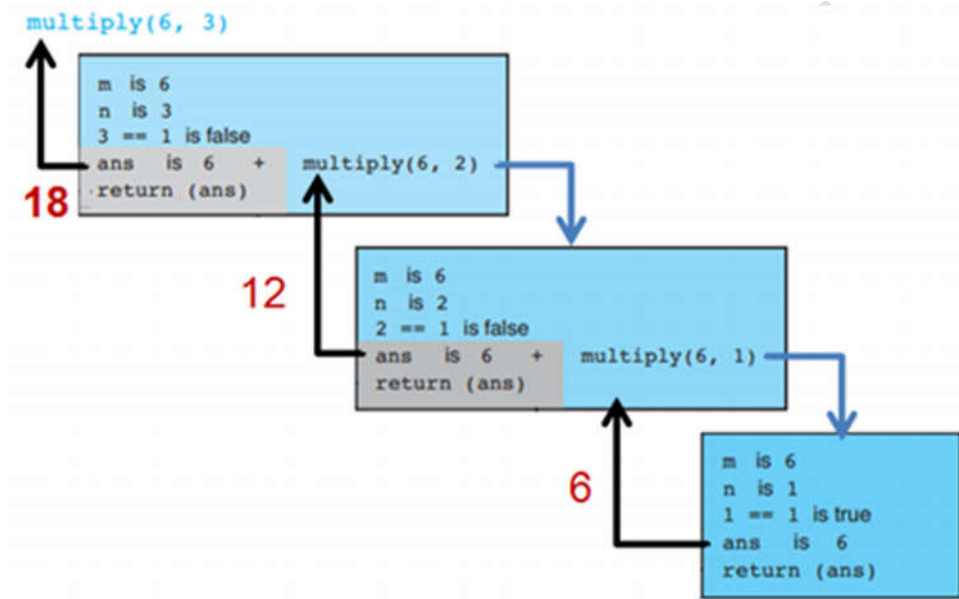 multiply(6, 3)
m is 6
n is 3
3 == 1 is false
ans is 6 + multiply(6, 2)
return (ans)
18
12
m is 6
n is 2
2 == 1 is false
ans is 6 + multiply(6, 1)
return (ans)
6
m is 6
n is 1
1 == 1 is true
ans is 6
return (ans)